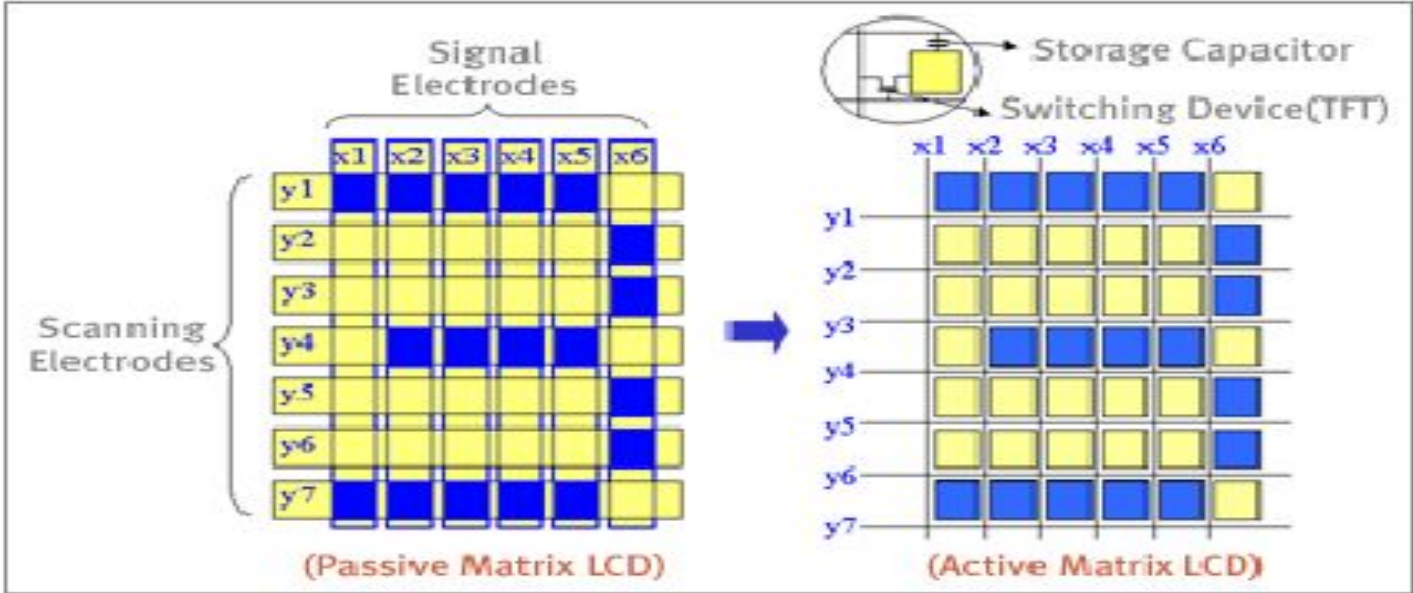 Signal
Electrodes
Storage Capacitor
Switching Device(TFT)
x1 x2 x3 x4 x5 x6
y1
y2
y3
y4
y5
y6
y7
Scanning
Electrodes
x1 x2 x3 x4 x5 x6
y1
y2
y3
y4
y5
y6
y7
(Passive Matrix LCD)
(Active Matrix LCD)